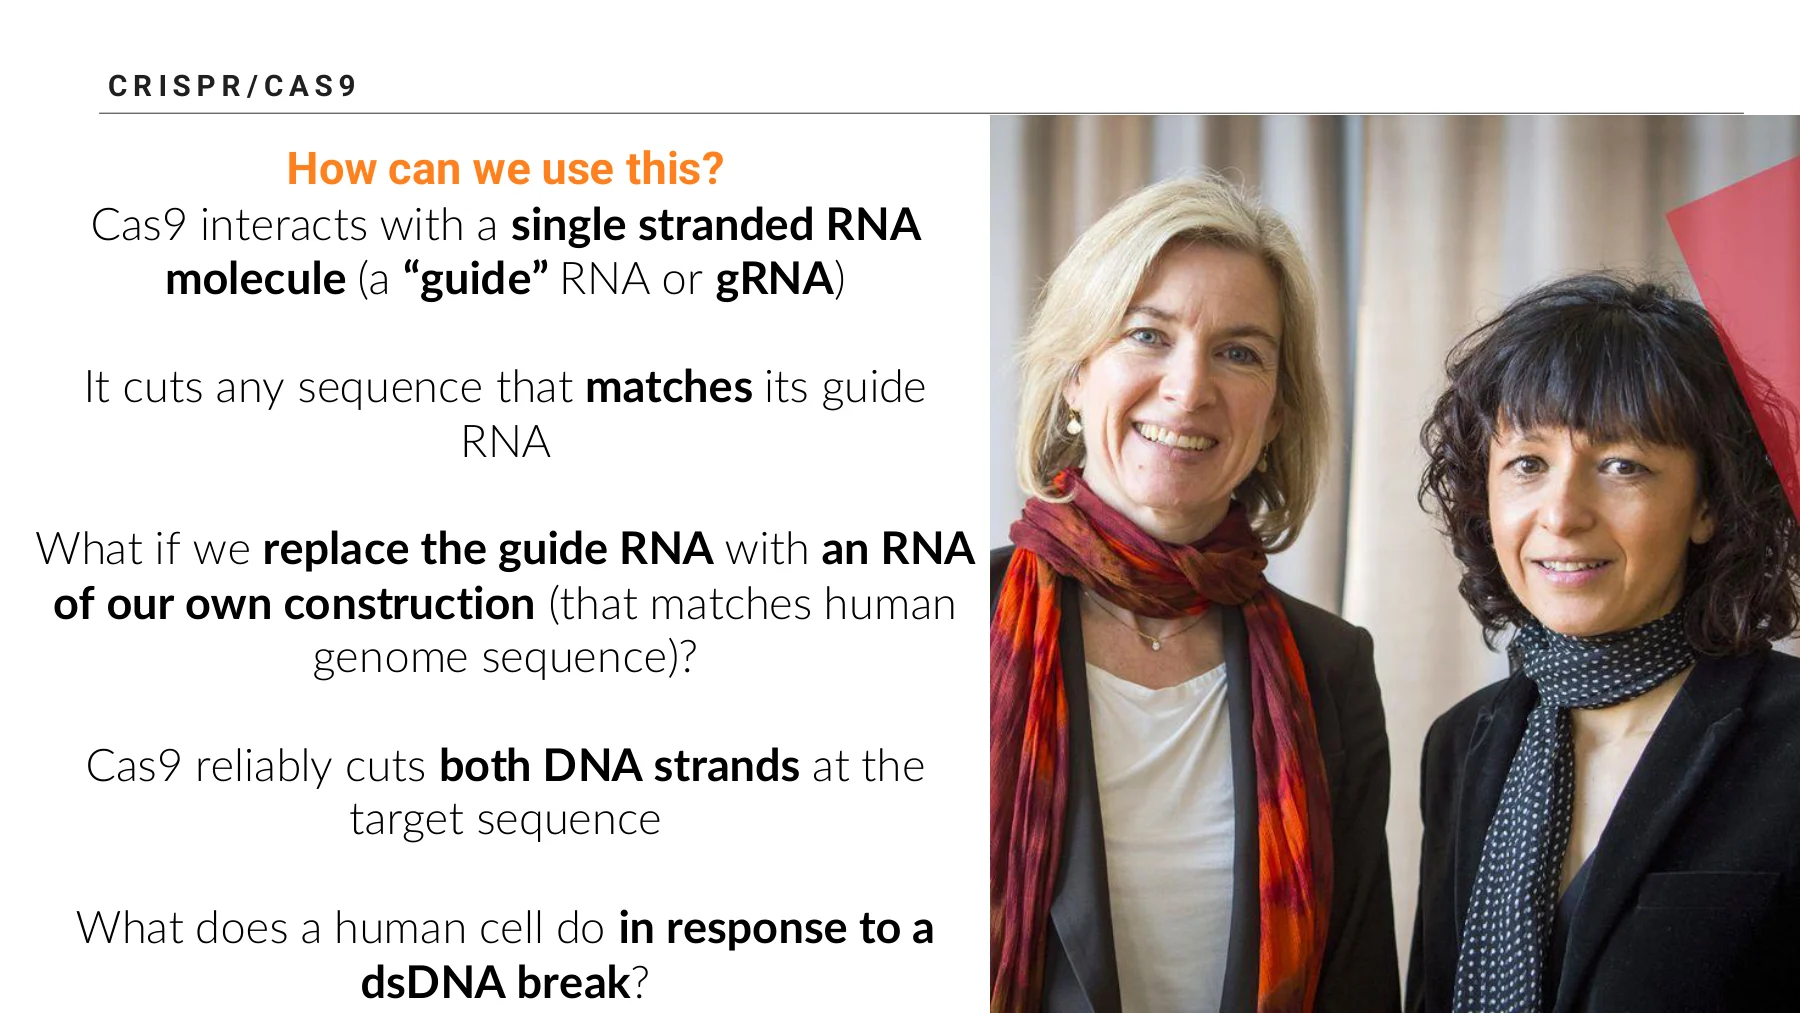 CRISPR/CAS9
How can we use this?
Cas9 interacts with a single stranded RNA
molecule (a “guide” RNA or gRNA)
It cuts any sequence that matches its guide
RNA
What if we replace the guide RNA with an RNA
of our own construction (that matches human
genome sequence)?
Cas9 reliably cuts both DNA strands at the
target sequence
What does a human cell do in response to a
dsDNA break?